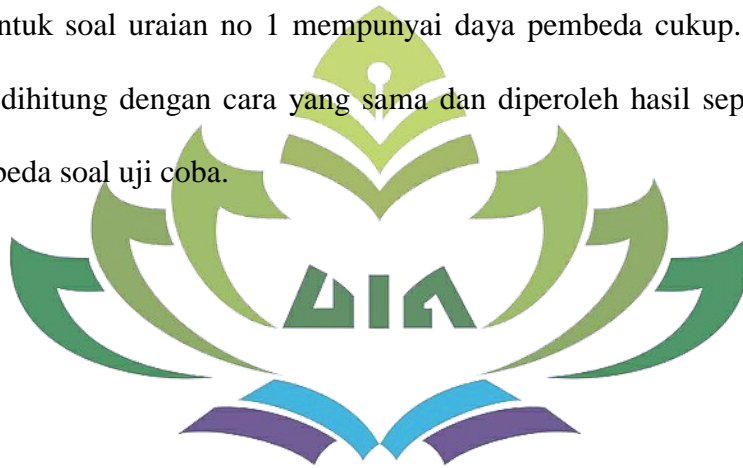 ntuk soal uraian no 1 mempunyai daya pembeda cukup.
dihitung dengan cara yang sama dan diperoleh hasil sep
beda soal uji coba.
UIN